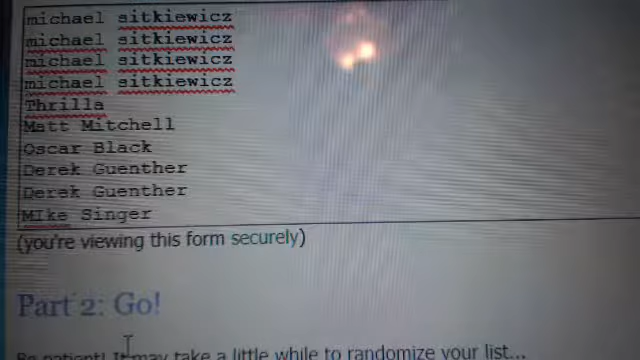 michael sitkiewicz
michael sitkiewicz
michael sitkiewicz
michael sitkiewicz
Thrilla
Matt Mitchell
Oscar Black
Derek Guenther
Derek Guenther
MIke Singer
(you're viewing this form securely)
Part 2: Go!
Be patient! It may take a little while to randomize your list...